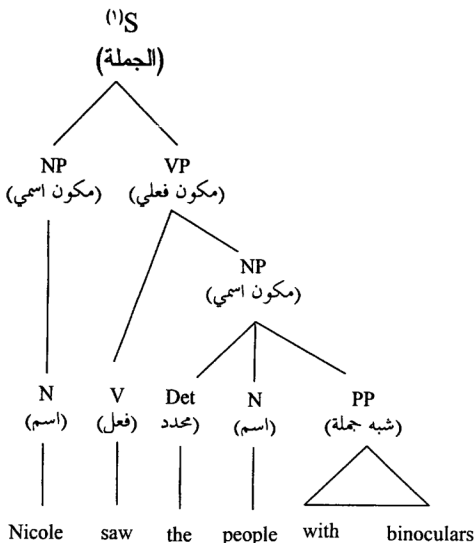 (١)S
(الجملة)
NP VP
(مكون اسمي) (مكون فعلي)
NP
(مكون اسمي)
N V Det N PP
(اسم) (فعل) (محدد (اسم) (شبه جملة)
Nicole saw the people with binoculars